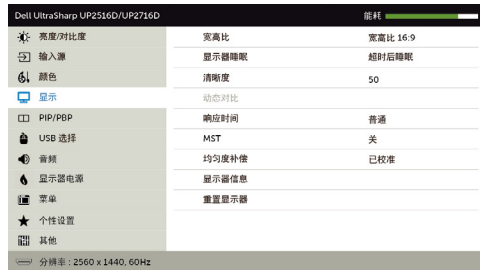 Dell UltraSharp UP2516D/UP2716D 能耗
亮度/对比度 宽高比 宽高比 16:9
输入源 显示器睡眠 超时后睡眠
颜色 清晰度 50
显示 动态对比
PIP/PBP 响应时间 普通
USB 选择 MST 关
音频 均匀度补偿 已校准
显示器电源 显示器信息
菜单 重置显示器
个性设置
其他
分辨率 : 2560 x 1440, 60Hz